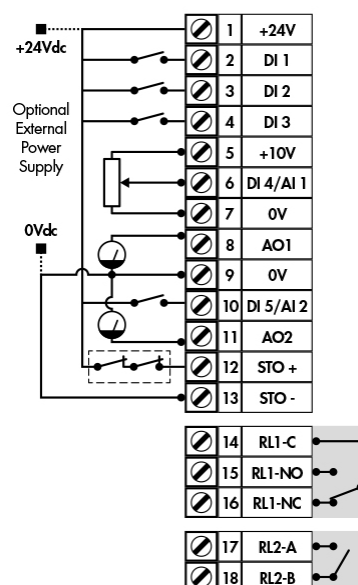 +24Vdc
Optional
External
Power
Supply
0Vdc
1 +24V
2 DI 1
3 DI 2
4 DI 3
5 +10V
6 DI 4/AI 1
7 0V
8 AO1
9 0V
10 DI 5/AI 2
11 AO2
12 STO +
13 STO -
14 RL1-C
15 RL1-NO
16 RL1-NC
17 RL2-A
18 RL2-B